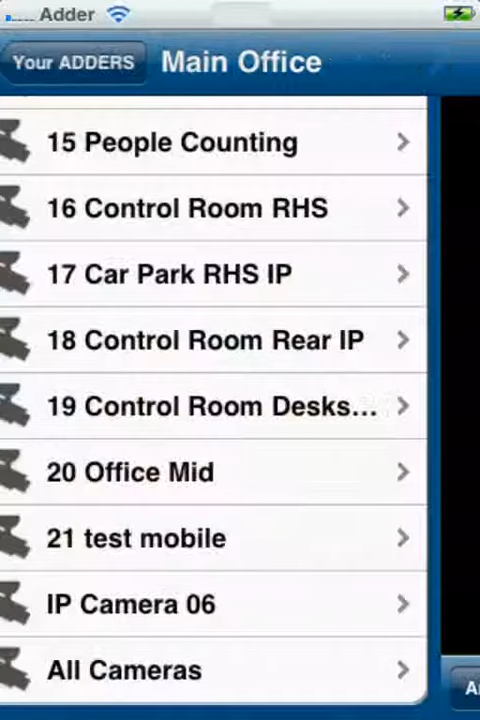 Adder
Your ADDERS
Main Office
15 People Counting
16 Control Room RHS
17 Car Park RHS IP
18 Control Room Rear IP
19 Control Room Desks...
20 Office Mid
21 test mobile
IP Camera 06
All Cameras